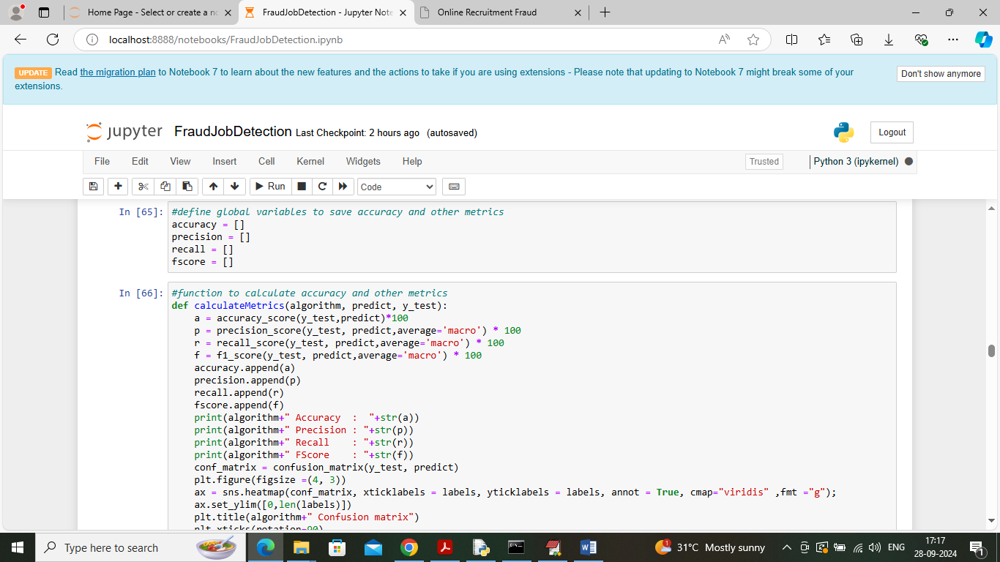 Home Page - Select or create a no
FraudJobDetection - Jupyter Note
Online Recruitment Fraud
localhost:8888/notebooks/FraudJobDetection.ipynb
UPDATE Read the migration plan to Notebook 7 to learn about the new features and the actions to take if you are using extensions - Please note that updating to Notebook 7 might break some of your
extensions.
Don't show anymore
jupyter FraudJobDetection Last Checkpoint: 2 hours ago (autosaved)
Logout
File Edit View Insert Cell Kernel Widgets Help
Trusted
Python 3 (ipykernel)
Run
Code
In [65]: #define global variables to save accuracy and other metrics
accuracy = []
precision = []
recall = []
fscore = []
In [66]: #function to calculate accuracy and other metrics
def calculateMetrics(algorithm, predict, y_test):
    a = accuracy_score(y_test,predict)*100
    p = precision_score(y_test, predict,average='macro') * 100
    r = recall_score(y_test, predict,average='macro') * 100
    f = f1_score(y_test, predict,average='macro') * 100
    accuracy.append(a)
    precision.append(p)
    recall.append(r)
    fscore.append(f)
    print(algorithm+" Accuracy  :  "+str(a))
    print(algorithm+" Precision : "+str(p))
    print(algorithm+" Recall    : "+str(r))
    print(algorithm+" FScore    : "+str(f))
    conf_matrix = confusion_matrix(y_test, predict)
    plt.figure(figsize =(4, 3))
    ax = sns.heatmap(conf_matrix, xticklabels = labels, yticklabels = labels, annot = True, cmap="viridis" ,fmt ="g");
    ax.set_ylim([0,len(labels)])
    plt.title(algorithm+" Confusion matrix")
    plt.xticks(rotation=90)
Type here to search
31°C Mostly sunny
ENG
17:17
28-09-2024